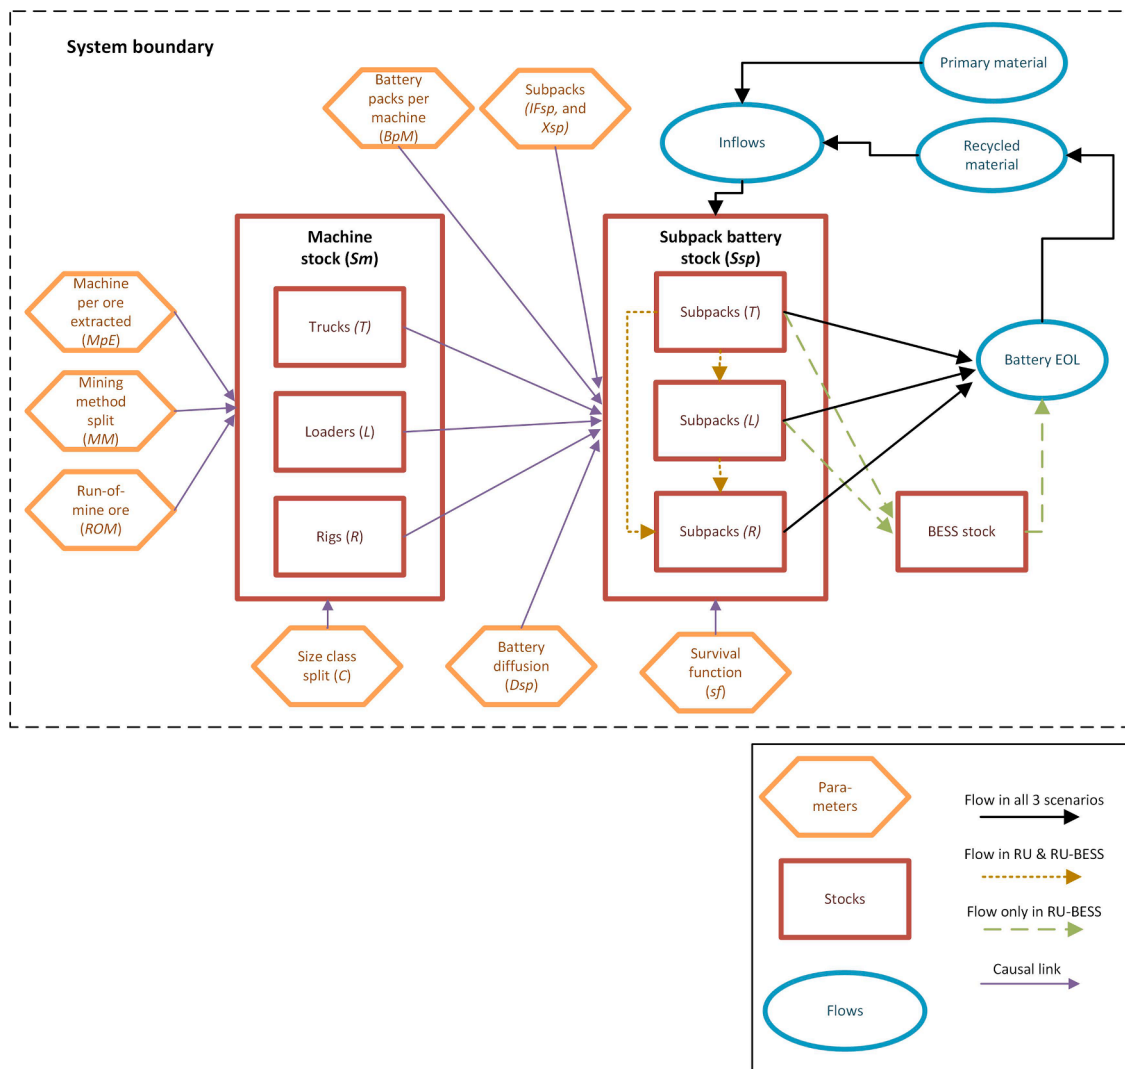 System boundary
Battery
packs per
machine
(BpM)
Subpacks
(IFsp, and
Xsp)
Primary material
Inflows
Recycled
material
Machine
stock (Sm)
Subpack battery
stock (Ssp)
Machine
per ore
extracted
(MpE)
Mining
method split
(MM)
Run-of-
mine ore
(ROM)
Trucks (T)
Loaders (L)
Rigs (R)
Subpacks (T)
Subpacks (L)
Subpacks (R)
Battery EOL
BESS stock
Size class
split (C)
Battery
diffusion
(Dsp)
Survival
function
(sf)
Para-
meters
Stocks
Flows
Flow in all 3 scenarios
Flow in RU & RU-BESS
Flow only in RU-BESS
Causal link